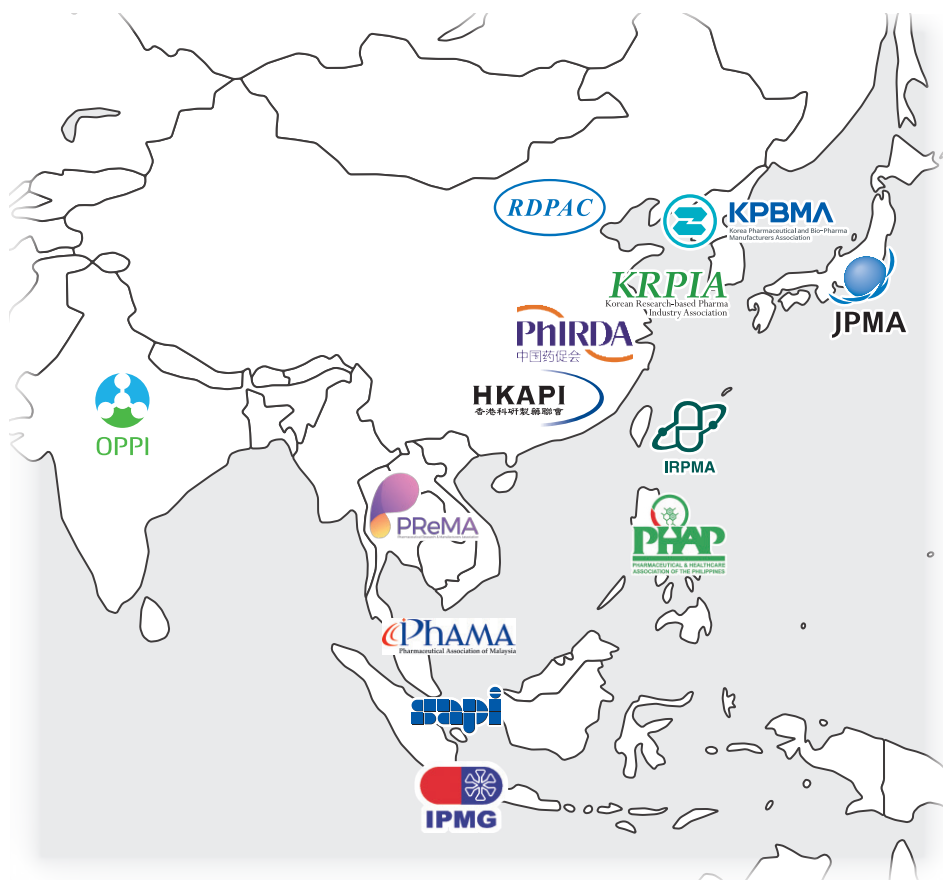 RDPAC
KPBMA
Korea Pharmaceutical and Bio-Pharma
Manufacturers Association
KRPIA
Korean Research-based Pharma
Industry Association
JPMA
PhIRDA
中国药促会
HKAPI
香港科研製藥聯會
OPPI
IRPMA
PReMA
PHAP
PHARMACEUTICAL & HEALTHCARE
ASSOCIATION OF THE PHILIPPINES
PhAMA
Pharmaceutical Association of Malaysia
sapi
IPMG